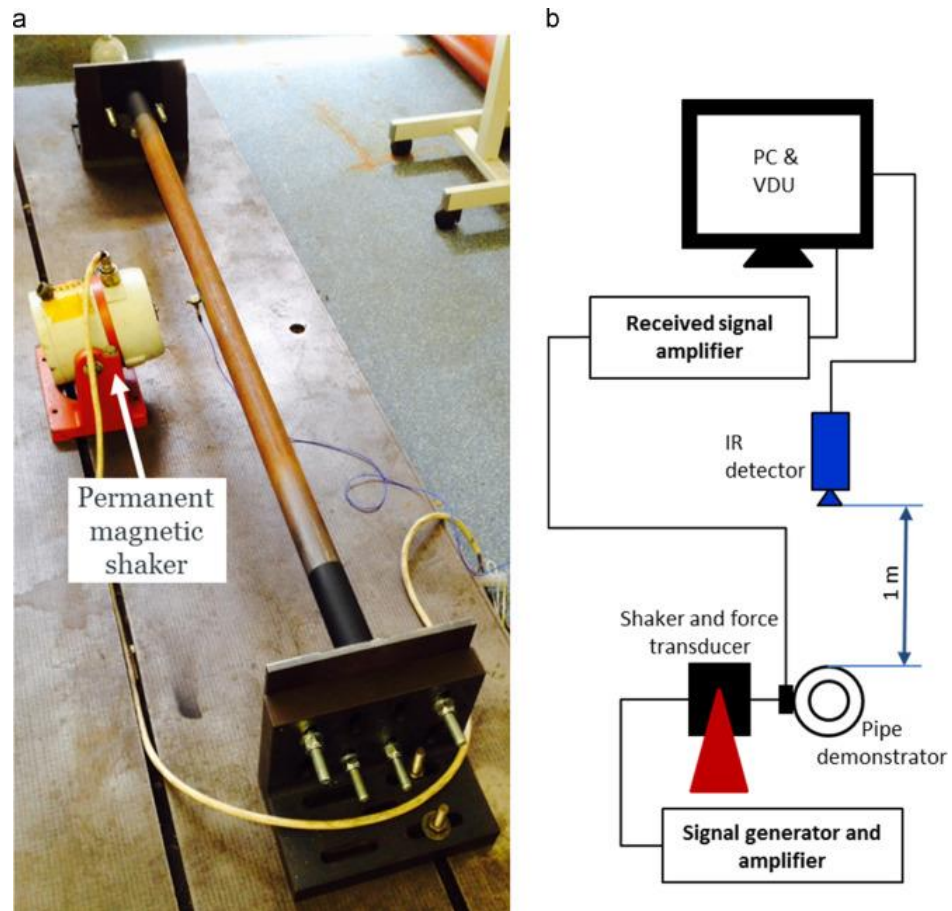 a
Permanent
magnetic
shaker
b
PC &
VDU
Received signal
amplifier
IR
detector
1 m
Shaker and force
transducer
Pipe
demonstrator
Signal generator and
amplifier